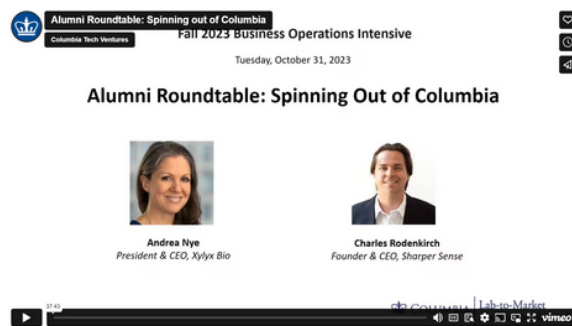 Alumni Roundtable: Spinning out of Columbia
Columbia Tech Ventures
Fall 2023 Business Operations Intensive
Tuesday, October 31, 2023
Alumni Roundtable: Spinning Out of Columbia
Andrea Nye
President & CEO, Xylyx Bio
Charles Rodenkirch
Founder & CEO, Sharper Sense
COLUMBIA | Lab-to-Market
37:43
vimeo